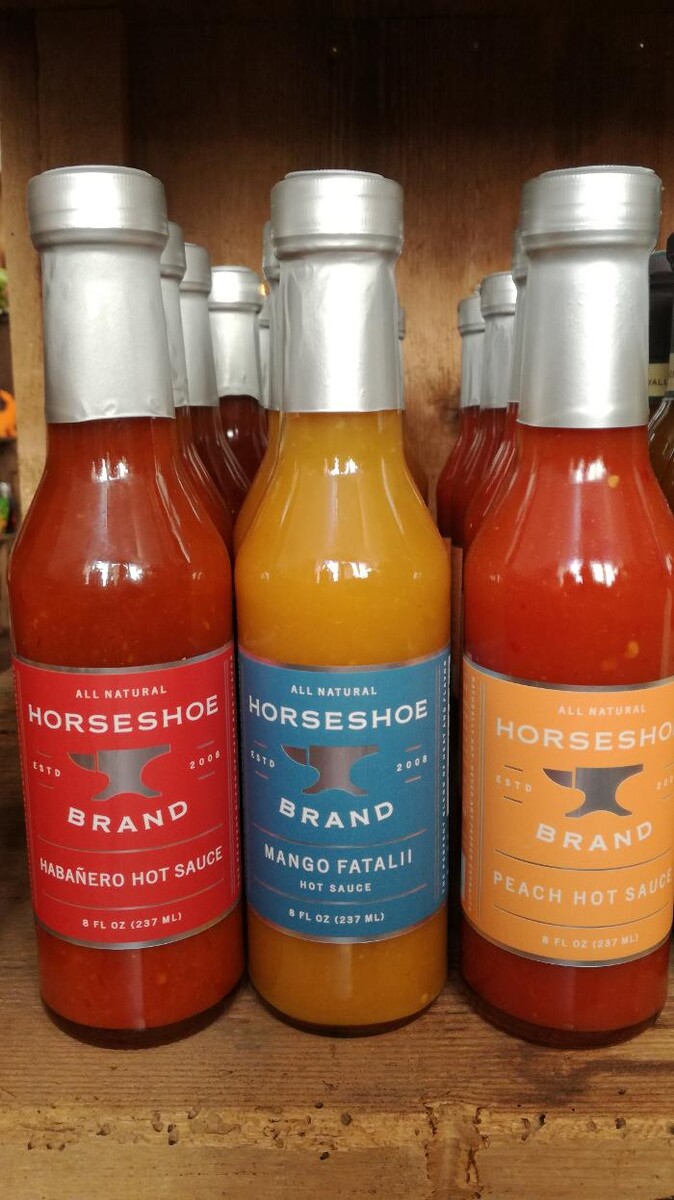 ALL NATURAL
HORSESHOE
ESTD 2008
BRAND
HABAÑERO HOT SAUCE
8 FL OZ (237 ML)
ALL NATURAL
HORSESHOE
ESTD 2008
BRAND
MANGO FATALII
HOT SAUCE
8 FL OZ (237 ML)
ALL NATURAL
HORSESHO
ESTD 20
BRAND
PEACH HOT SAUCE
8 FL OZ (237 ML)